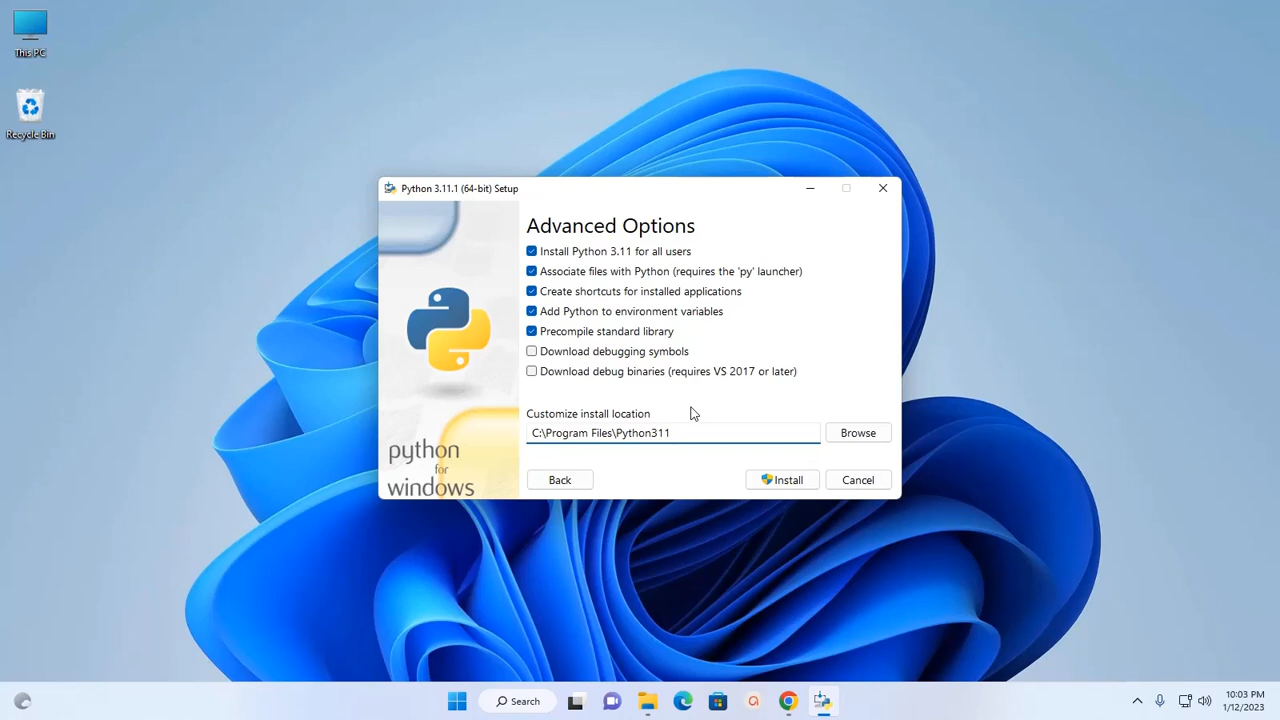 This PC
Recycle Bin
Python 3.11.1 (64-bit) Setup
Advanced Options
Install Python 3.11 for all users
Associate files with Python (requires the 'py' launcher)
Create shortcuts for installed applications
Add Python to environment variables
Precompile standard library
Download debugging symbols
Download debug binaries (requires VS 2017 or later)
Customize install location
C:\Program Files\Python311
Browse
python
for
windows
Back
Install
Cancel
Search
10:03 PM
1/12/2023